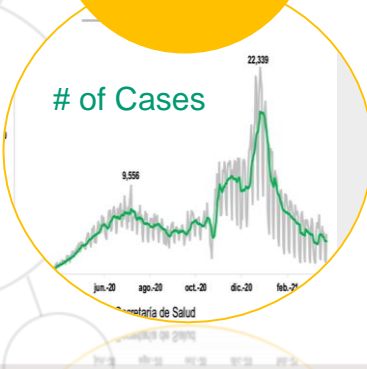 22,339
# of Cases
9,556
jun.-20 ago.-20 oct.-20 dic.-20 feb.-21
Secretaría de Salud